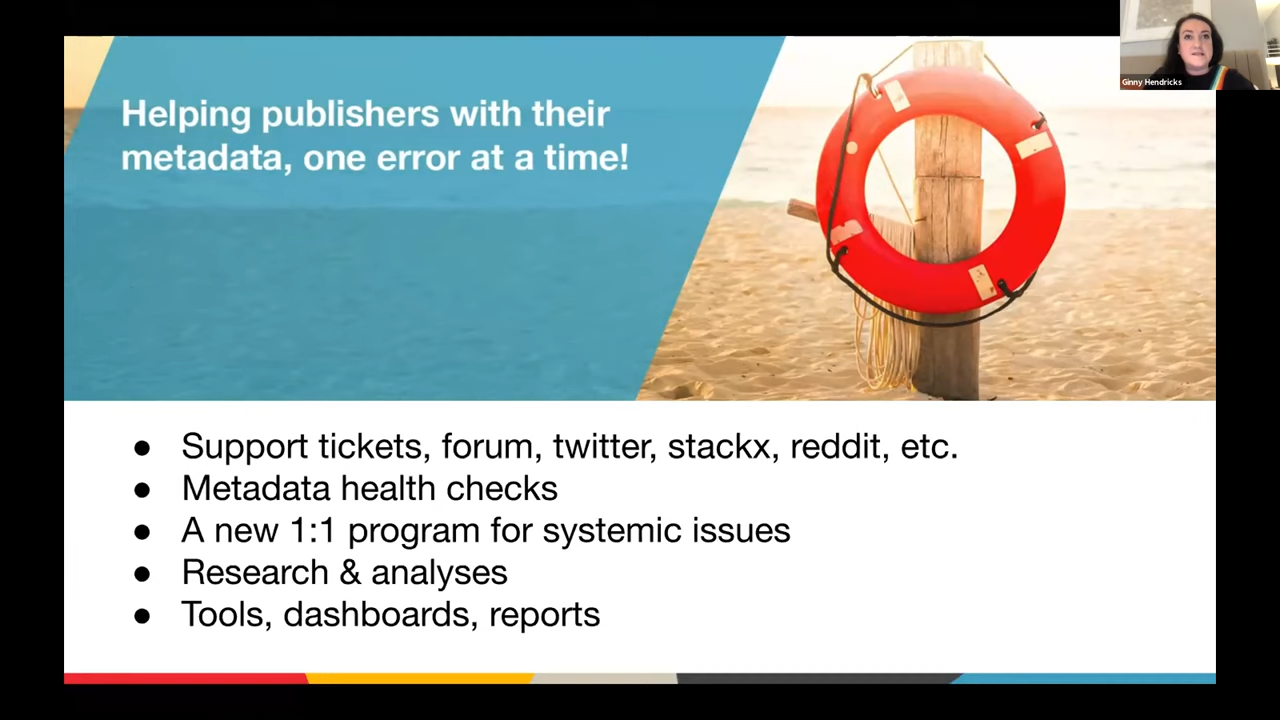 Helping publishers with their
metadata, one error at a time!
Ginny Hendricks
● Support tickets, forum, twitter, stackx, reddit, etc.
● Metadata health checks
● A new 1:1 program for systemic issues
● Research & analyses
● Tools, dashboards, reports